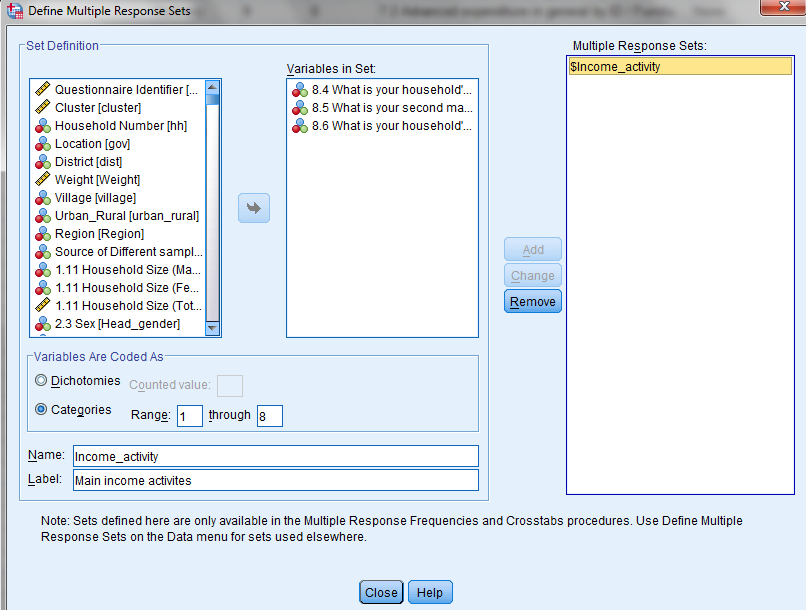 Define Multiple Response Sets
Set Definition
Questionnaire Identifier [...
Cluster [cluster]
Household Number [hh]
Location [gov]
District [dist]
Weight [Weight]
Village [village]
Urban_Rural [urban_rural]
Region [Region]
Source of Different sampl...
1.11 Household Size (Ma...
1.11 Household Size (Fe...
1.11 Household Size (Tot...
2.3 Sex [Head_gender]
Variables in Set:
8.4 What is your household'...
8.5 What is your second ma...
8.6 What is your household'...
Multiple Response Sets:
$Income_activity
Add
Change
Remove
Variables Are Coded As
Dichotomies Counted value:
Categories Range: 1 through 8
Name: Income_activity
Label: Main income activites
Note: Sets defined here are only available in the Multiple Response Frequencies and Crosstabs procedures. Use Define Multiple
Response Sets on the Data menu for sets used elsewhere.
Close Help